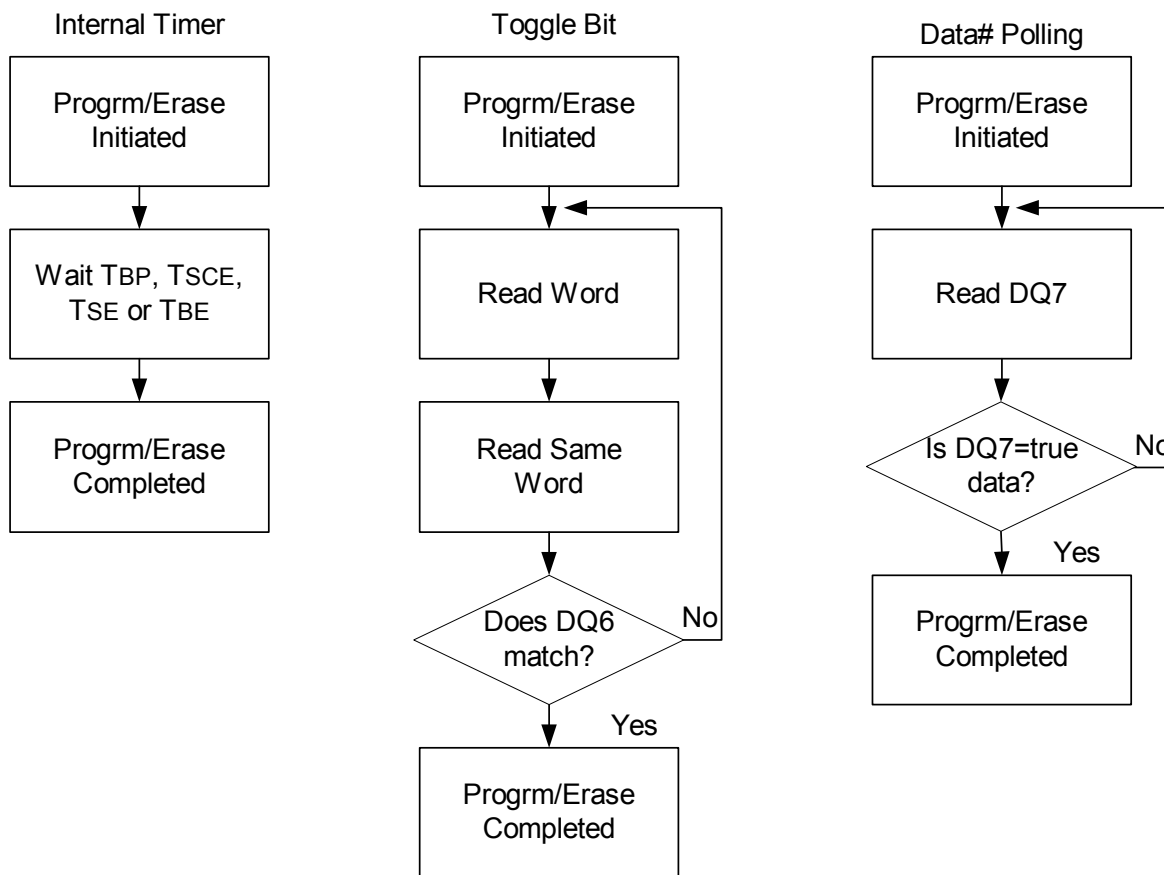 Internal Timer
Progrm/Erase
Initiated
Wait TBP, TSCE,
TSE or TBE
Progrm/Erase
Completed
Toggle Bit
Progrm/Erase
Initiated
Read Word
Read Same
Word
Does DQ6
match?
No
Yes
Progrm/Erase
Completed
Data# Polling
Progrm/Erase
Initiated
Read DQ7
Is DQ7=true
data?
No
Yes
Progrm/Erase
Completed